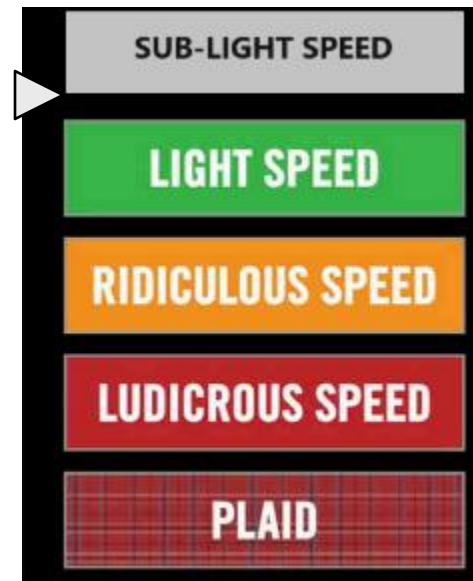 SUB-LIGHT SPEED
LIGHT SPEED
RIDICULOUS SPEED
LUDICROUS SPEED
PLAID